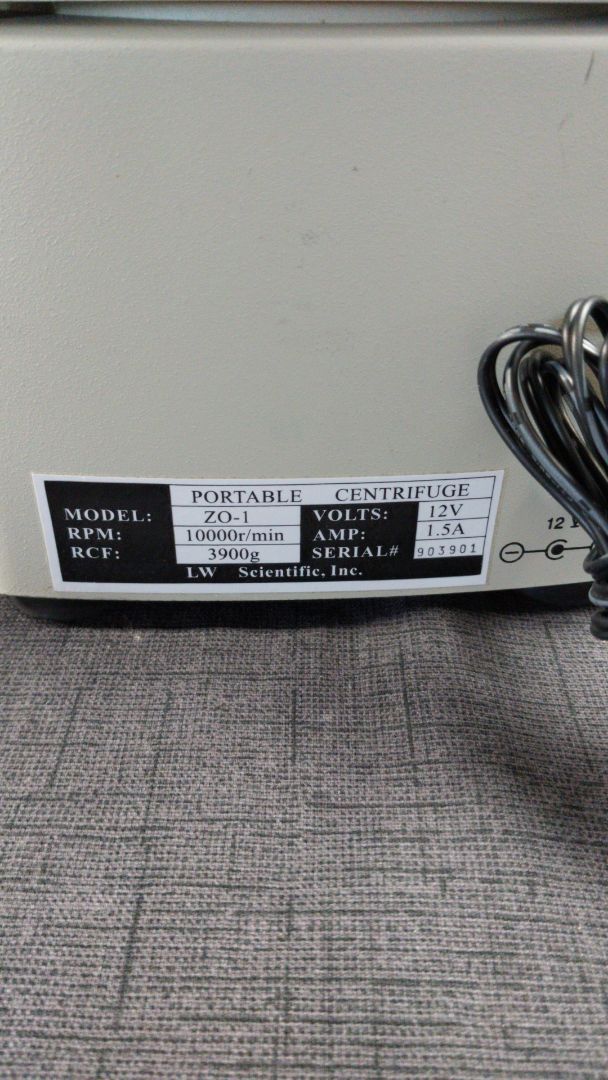 PORTABLE CENTRIFUGE
MODEL: ZO-1 VOLTS: 12V
RPM: 10000r/min AMP: 1.5A
RCF: 3900g SERIAL# 903901
LW Scientific, Inc.
12